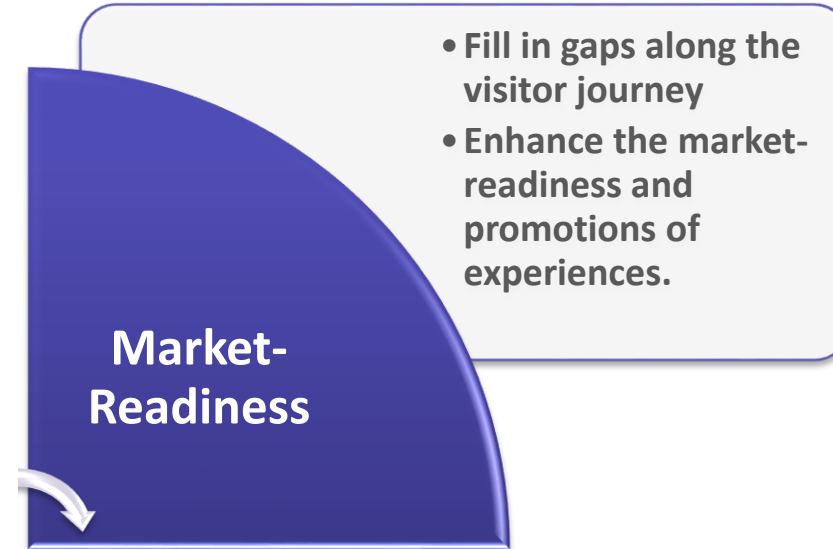 • Fill in gaps along the
visitor journey
• Enhance the market-
readiness and
promotions of
experiences.
Market-
Readiness